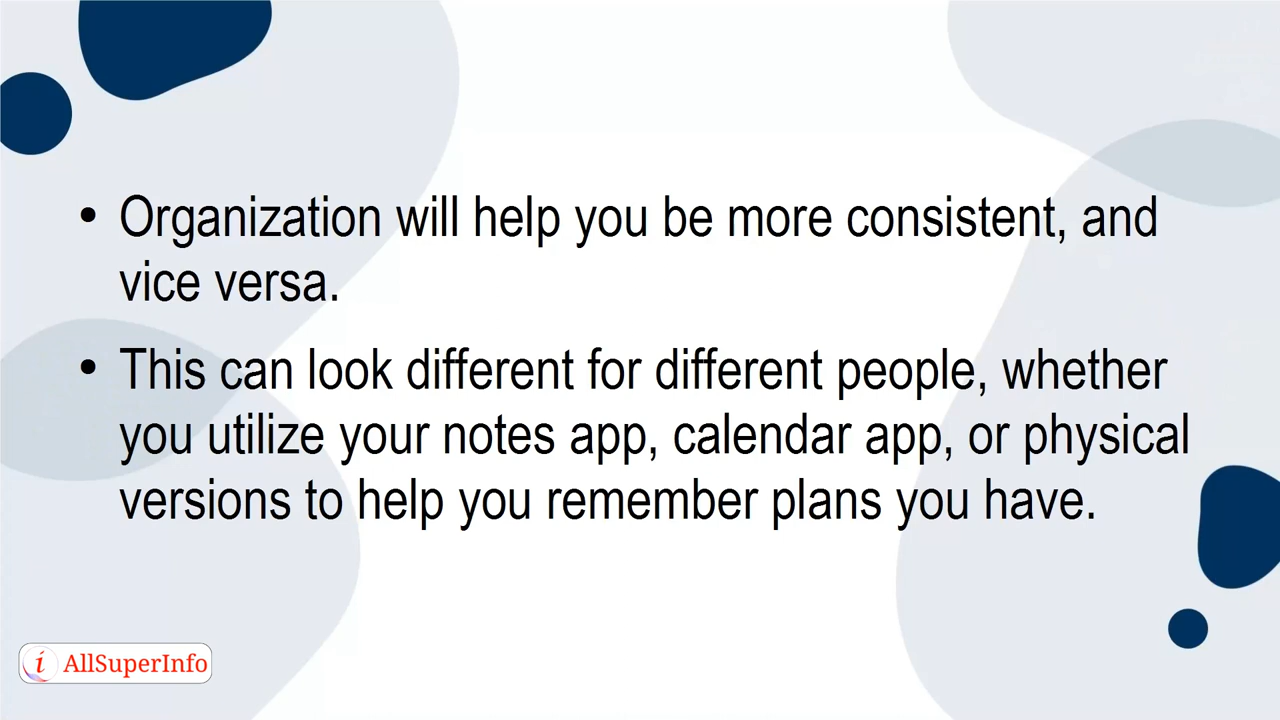 • Organization will help you be more consistent, and
vice versa.
• This can look different for different people, whether
you utilize your notes app, calendar app, or physical
versions to help you remember plans you have.
i AllSuperInfo